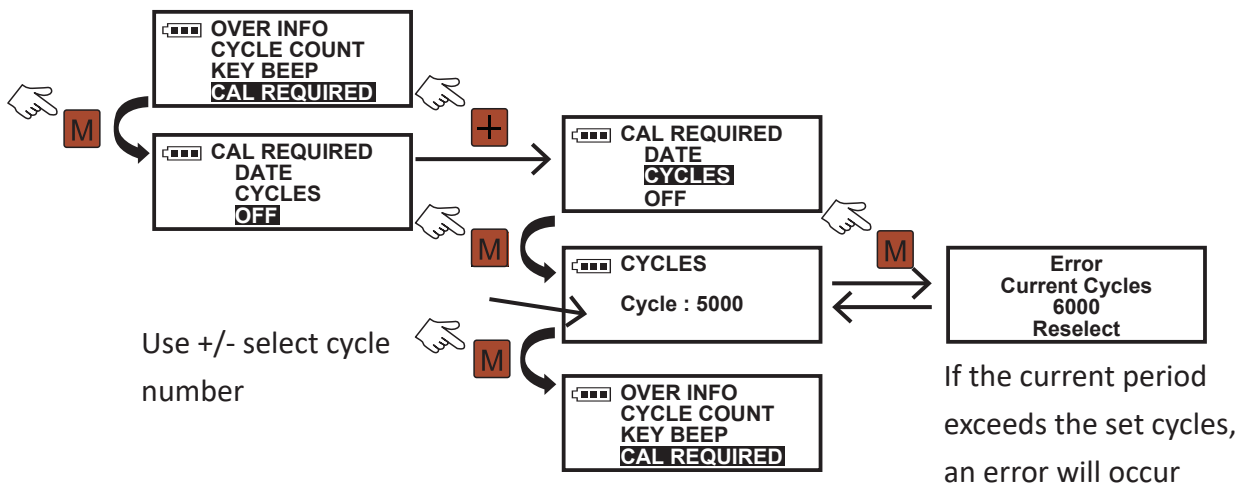 OVER INFO
CYCLE COUNT
KEY BEEP
CAL REQUIRED
M
+
CAL REQUIRED
DATE
CYCLES
OFF
CAL REQUIRED
DATE
CYCLES
OFF
M
M
CYCLES
Cycle : 5000
Error
Current Cycles
6000
Reselect
Use +/- select cycle
number
M
OVER INFO
CYCLE COUNT
KEY BEEP
CAL REQUIRED
If the current period
exceeds the set cycles,
an error will occur